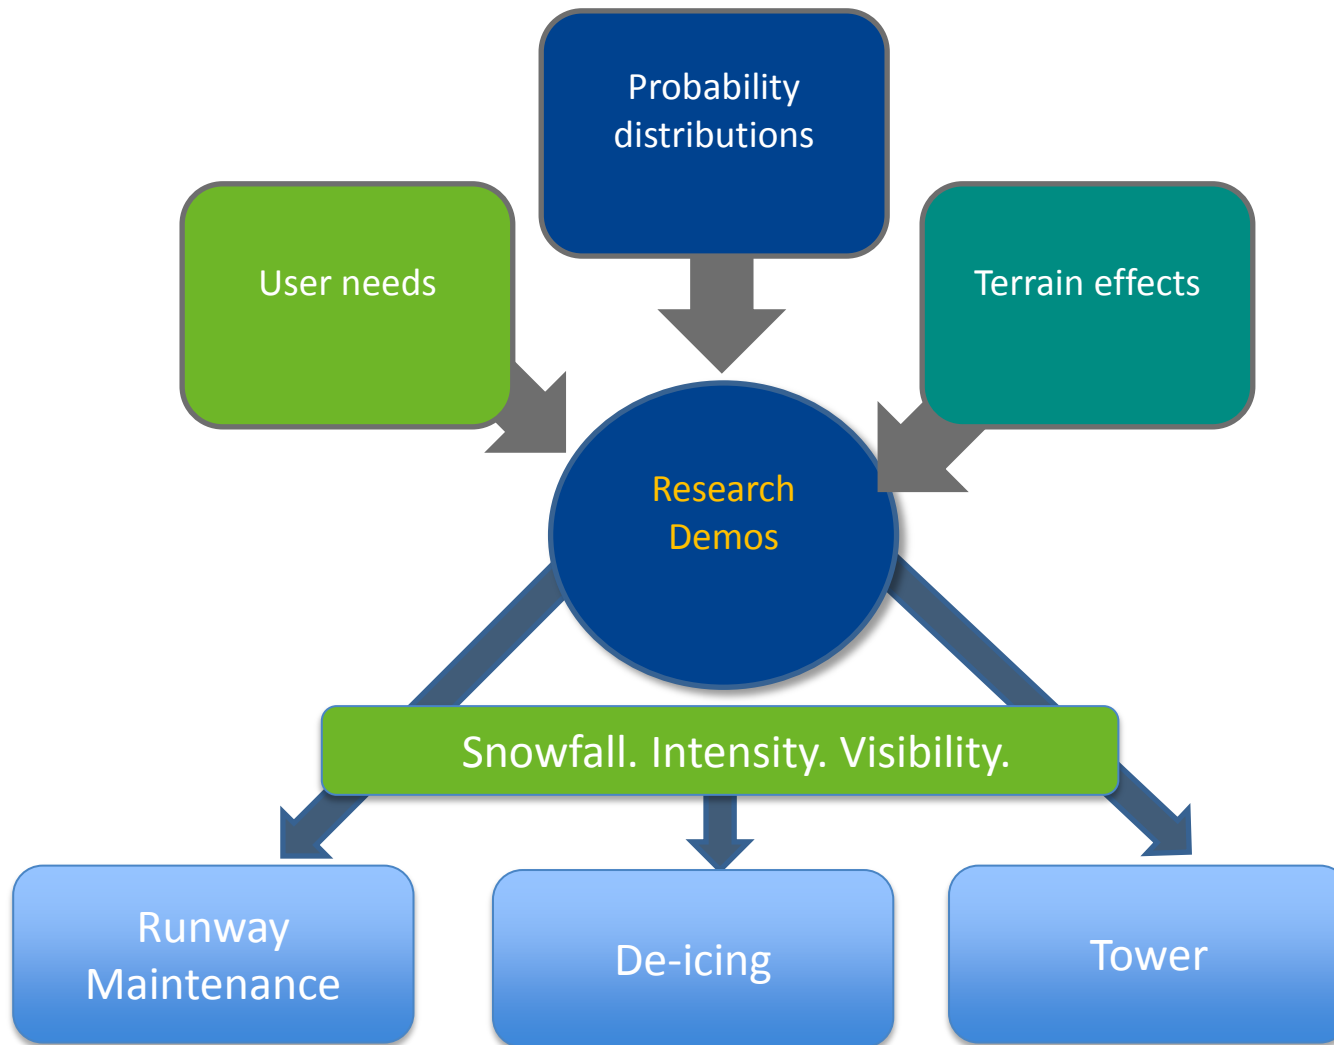 Probability
distributions
User needs
Terrain effects
Research
Demos
Snowfall. Intensity. Visibility.
Runway
Maintenance
De-icing
Tower